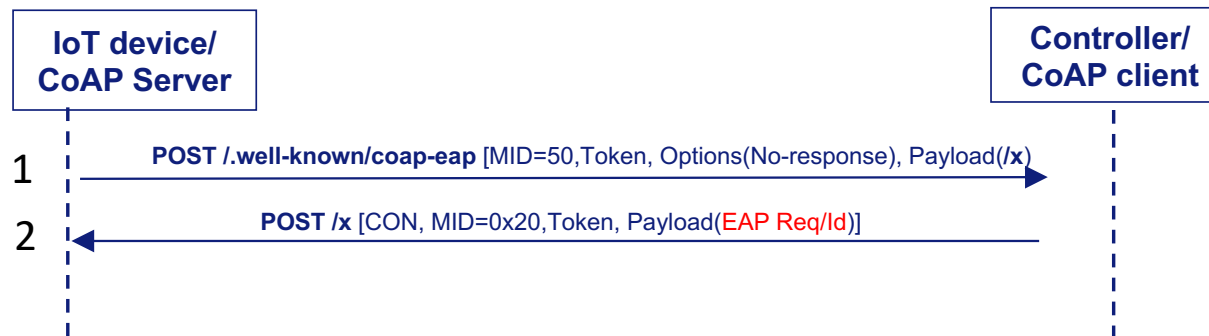 IoT device/
CoAP Server
Controller/
CoAP client
1
POST /.well-known/coap-eap [MID=50,Token, Options(No-response), Payload(/x)
2
POST /x [CON, MID=0x20,Token, Payload(EAP Req/Id)]